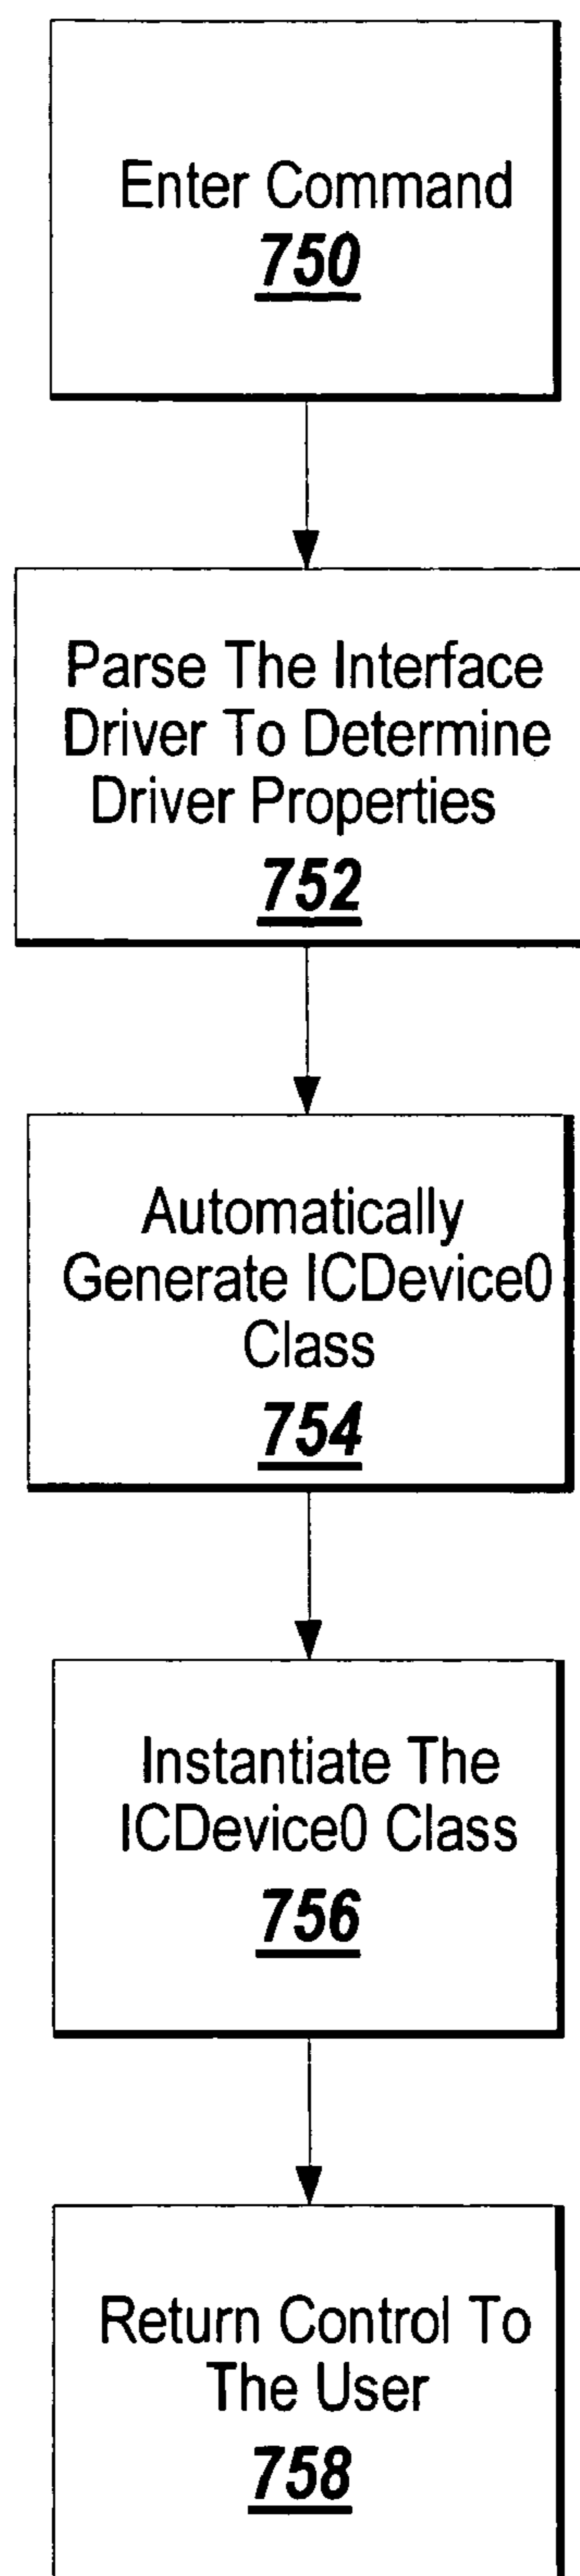 Enter Command
750
Parse The Interface
Driver To Determine
Driver Properties
752
Automatically
Generate ICDevice0
Class
754
Instantiate The
ICDevice0 Class
756
Return Control To
The User
758